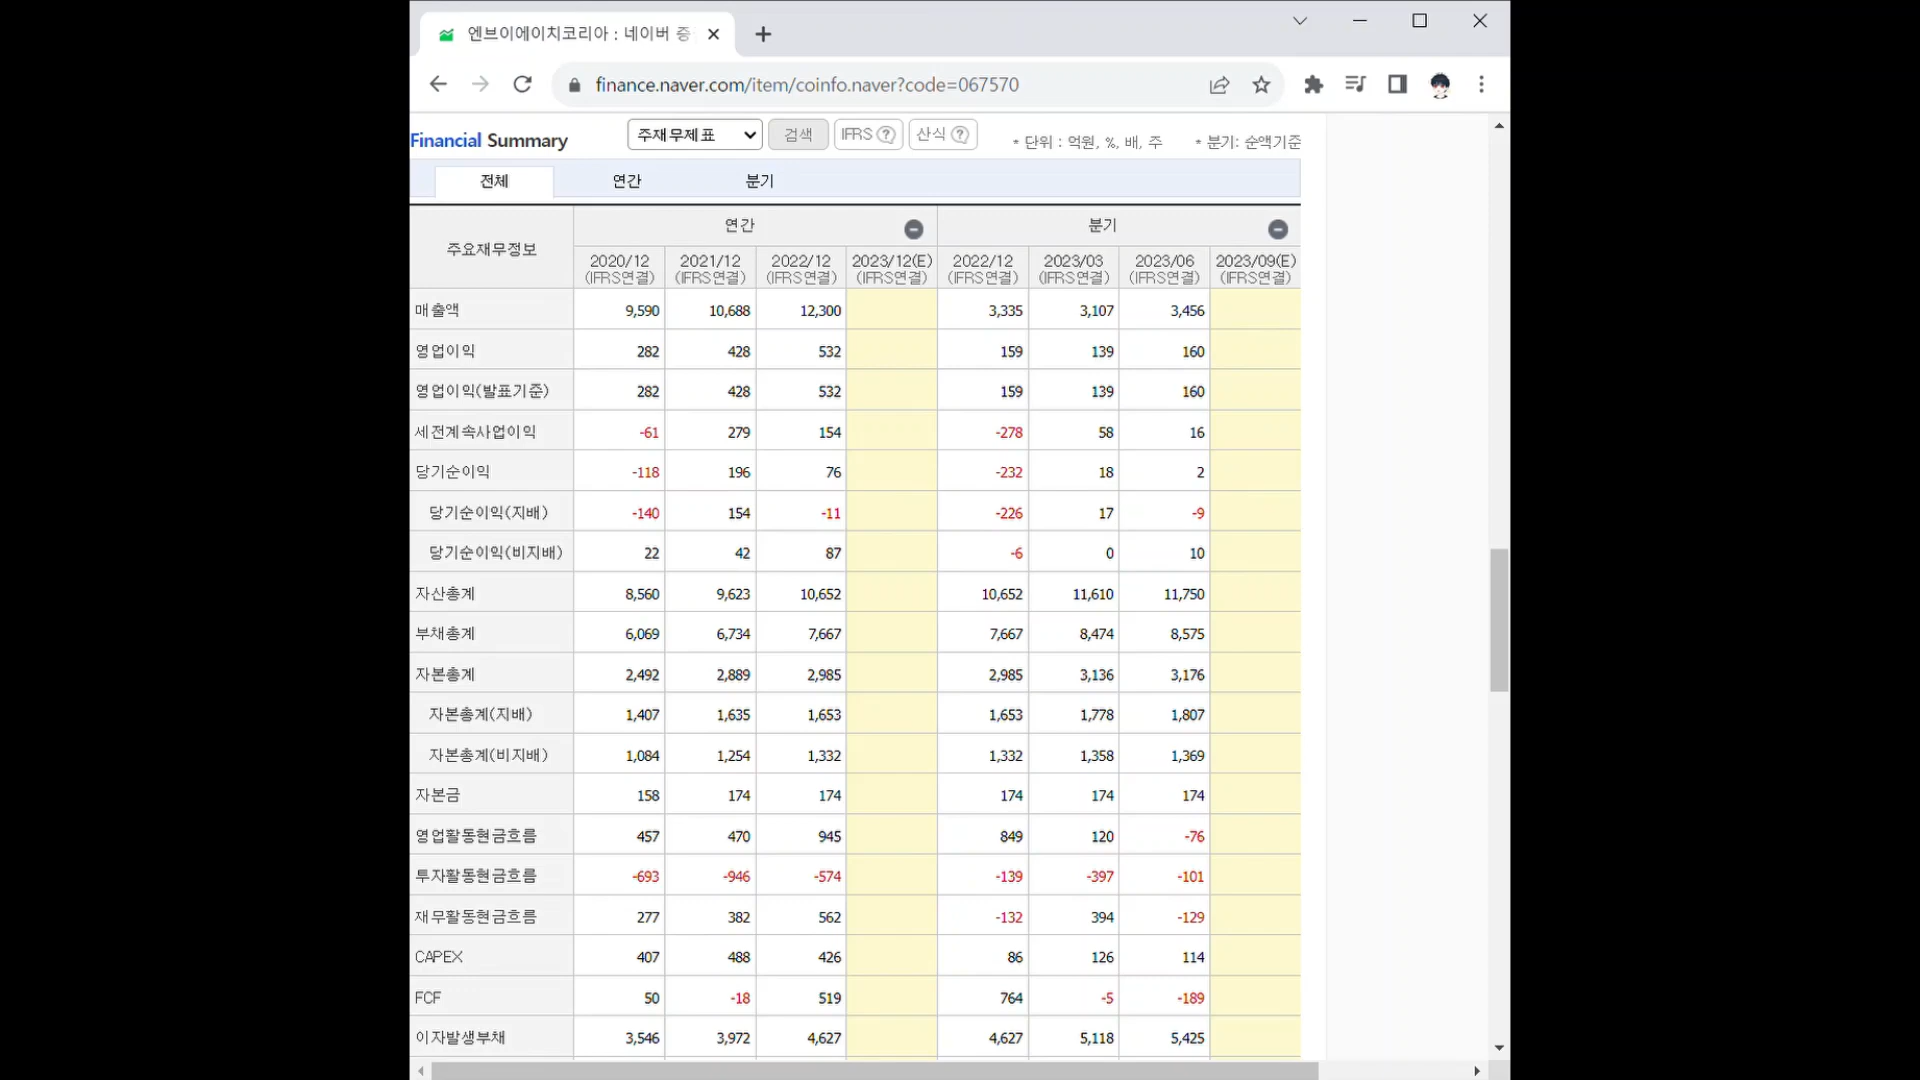 엔브이에이치코리아 : 네이버 증
finance.naver.com/item/coinfo.naver?code=067570
Financial Summary 주재무제표 검색 IFRS ? 산식 ? * 단위 : 억원, %, 배, 주 * 분기: 순액기준
전체 연간 분기
주요재무정보 연간 분기
2020/12 (IFRS연결) 2021/12 (IFRS연결) 2022/12 (IFRS연결) 2023/12(E) (IFRS연결) 2022/12 (IFRS연결) 2023/03 (IFRS연결) 2023/06 (IFRS연결) 2023/09(E) (IFRS연결)
매출액 9,590 10,688 12,300 3,335 3,107 3,456
영업이익 282 428 532 159 139 160
영업이익(발표기준) 282 428 532 159 139 160
세전계속사업이익 -61 279 154 -278 58 16
당기순이익 -118 196 76 -232 18 2
당기순이익(지배) -140 154 -11 -226 17 -9
당기순이익(비지배) 22 42 87 -6 0 10
자산총계 8,560 9,623 10,652 10,652 11,610 11,750
부채총계 6,069 6,734 7,667 7,667 8,474 8,575
자본총계 2,492 2,889 2,985 2,985 3,136 3,176
자본총계(지배) 1,407 1,635 1,653 1,653 1,778 1,807
자본총계(비지배) 1,084 1,254 1,332 1,332 1,358 1,369
자본금 158 174 174 174 174 174
영업활동현금흐름 457 470 945 849 120 -76
투자활동현금흐름 -693 -946 -574 -139 -397 -101
재무활동현금흐름 277 382 562 -132 394 -129
CAPEX 407 488 426 86 126 114
FCF 50 -18 519 764 -5 -189
이자발생부채 3,546 3,972 4,627 4,627 5,118 5,425